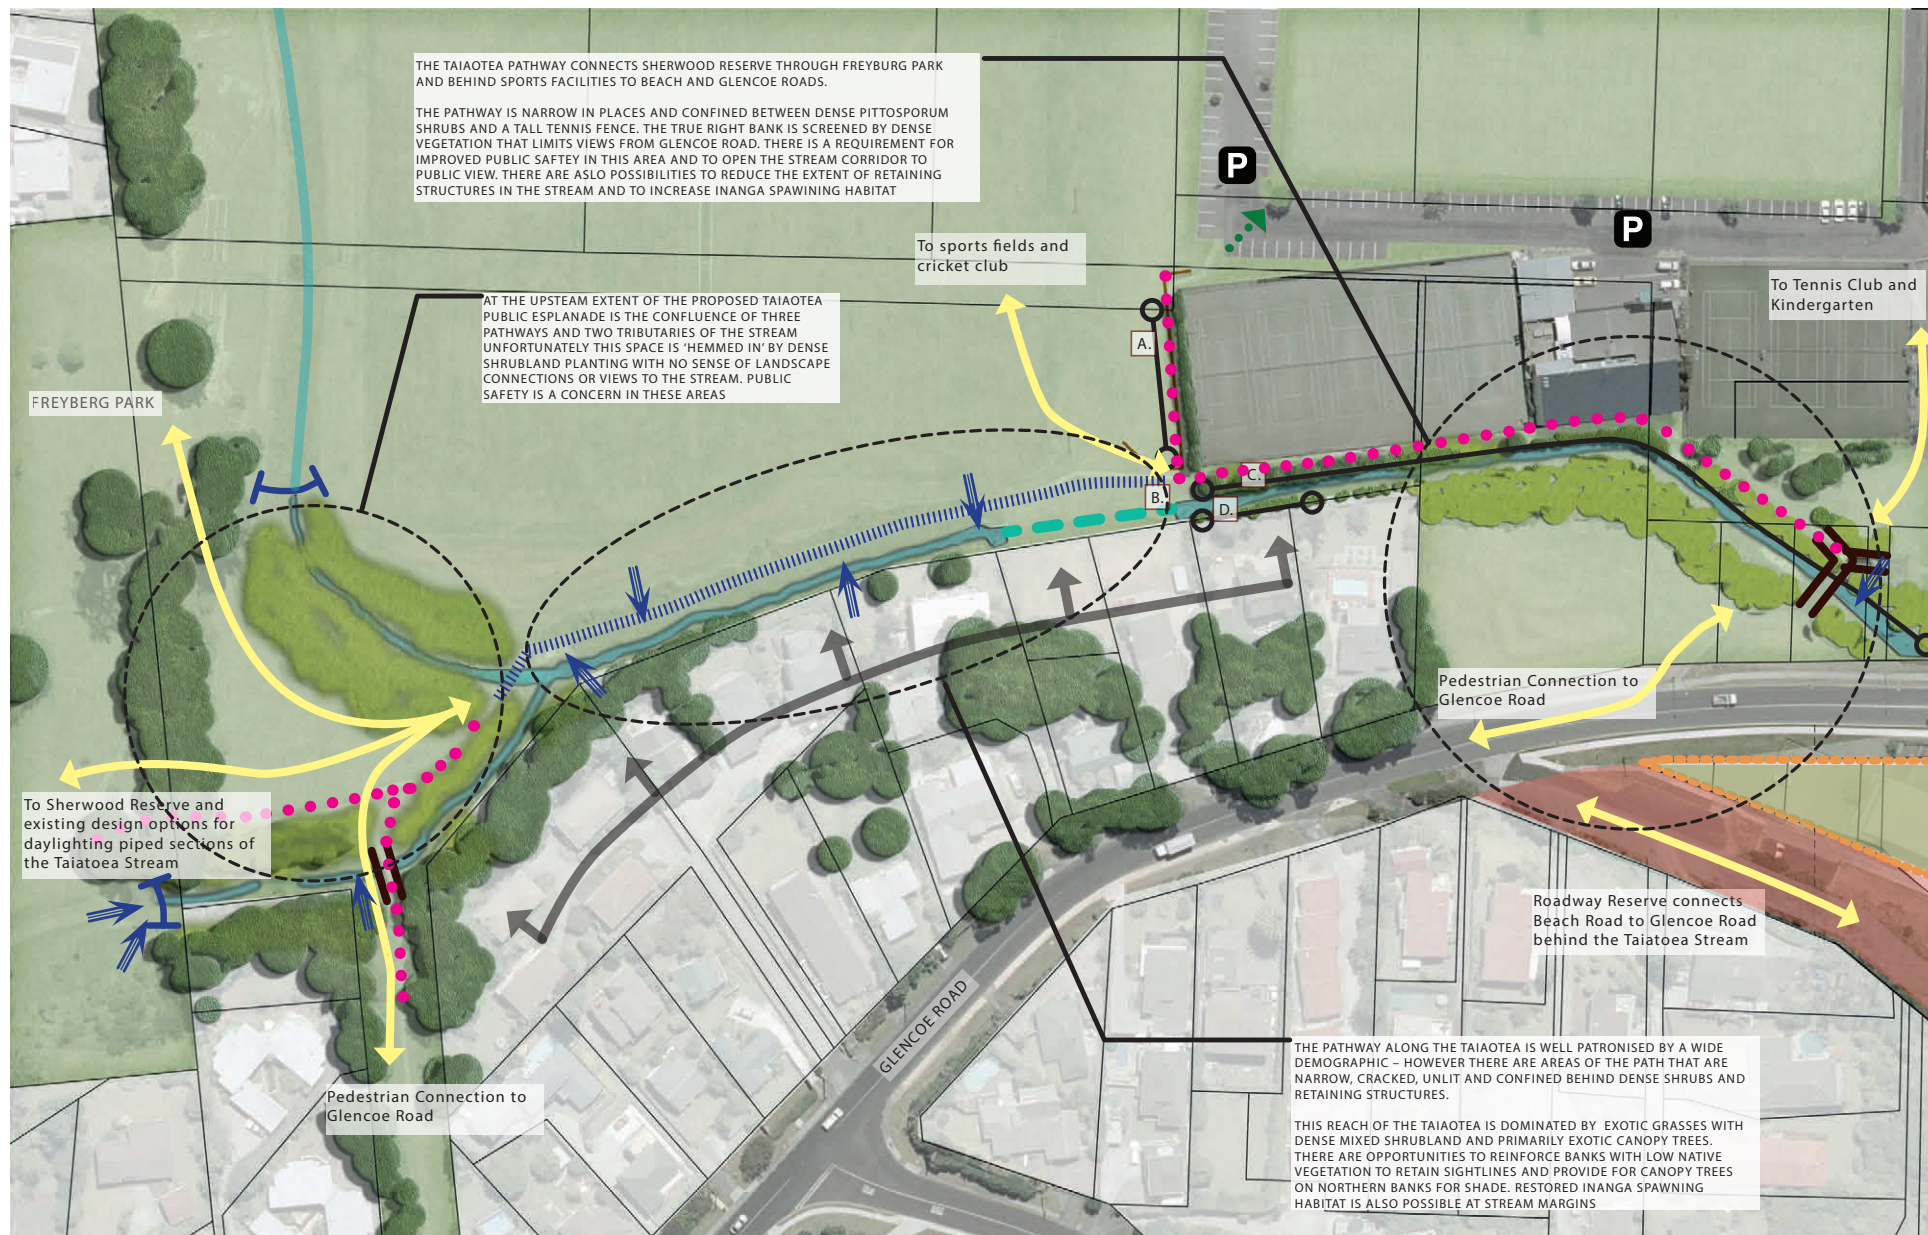 THE TAIAOTEA PATHWAY CONNECTS SHERWOOD RESERVE THROUGH FREYBURG PARK
AND BEHIND SPORTS FACILITIES TO BEACH AND GLENCOE ROADS.
THE PATHWAY IS NARROW IN PLACES AND CONFINED BETWEEN DENSE PITTOSPORUM
SHRUBS AND A TALL TENNIS FENCE. THE TRUE RIGHT BANK IS SCREENED BY DENSE
VEGETATION THAT LIMITS VIEWS FROM GLENCOE ROAD. THERE IS A REQUIREMENT FOR
IMPROVED PUBLIC SAFTEY IN THIS AREA AND TO OPEN THE STREAM CORRIDOR TO
PUBLIC VIEW. THERE ARE ASLO POSSIBILITIES TO REDUCE THE EXTENT OF RETAINING
STRUCTURES IN THE STREAM AND TO INCREASE INANGA SPAWINING HABITAT
P
P
To sports fields and
cricket club
To Tennis Club and
Kindergarten
AT THE UPSTEAM EXTENT OF THE PROPOSED TAIAOTEA
PUBLIC ESPLANADE IS THE CONFLUENCE OF THREE
PATHWAYS AND TWO TRIBUTARIES OF THE STREAM
UNFORTUNATELY THIS SPACE IS ‘HEMMED IN’ BY DENSE
SHRUBLAND PLANTING WITH NO SENSE OF LANDSCAPE
CONNECTIONS OR VIEWS TO THE STREAM. PUBLIC
SAFETY IS A CONCERN IN THESE AREAS
A.
FREYBERG PARK
C.
B.
D.
Pedestrian Connection to
Glencoe Road
To Sherwood Reserve and
existing design options for
daylighting piped sections of
the Taiatoea Stream
Roadway Reserve connects
Beach Road to Glencoe Road
behind the Taiatoea Stream
GLENCOE ROAD
Pedestrian Connection to
Glencoe Road
THE PATHWAY ALONG THE TAIAOTEA IS WELL PATRONISED BY A WIDE
DEMOGRAPHIC – HOWEVER THERE ARE AREAS OF THE PATH THAT ARE
NARROW, CRACKED, UNLIT AND CONFINED BEHIND DENSE SHRUBS AND
RETAINING STRUCTURES.
THIS REACH OF THE TAIAOTEA IS DOMINATED BY EXOTIC GRASSES WITH
DENSE MIXED SHRUBLAND AND PRIMARILY EXOTIC CANOPY TREES.
THERE ARE OPPORTUNITIES TO REINFORCE BANKS WITH LOW NATIVE
VEGETATION TO RETAIN SIGHTLINES AND PROVIDE FOR CANOPY TREES
ON NORTHERN BANKS FOR SHADE. RESTORED INANGA SPAWNING
HABITAT IS ALSO POSSIBLE AT STREAM MARGINS